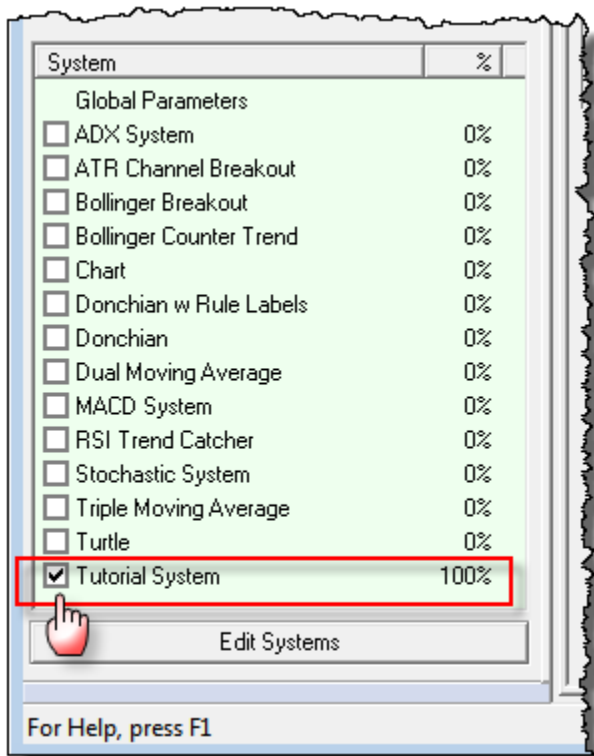 System %
Global Parameters
ADX System 0%
ATR Channel Breakout 0%
Bollinger Breakout 0%
Bollinger Counter Trend 0%
Chart 0%
Donchian w Rule Labels 0%
Donchian 0%
Dual Moving Average 0%
MACD System 0%
RSI Trend Catcher 0%
Stochastic System 0%
Triple Moving Average 0%
Turtle 0%
Tutorial System 100%
Edit Systems
For Help, press F1